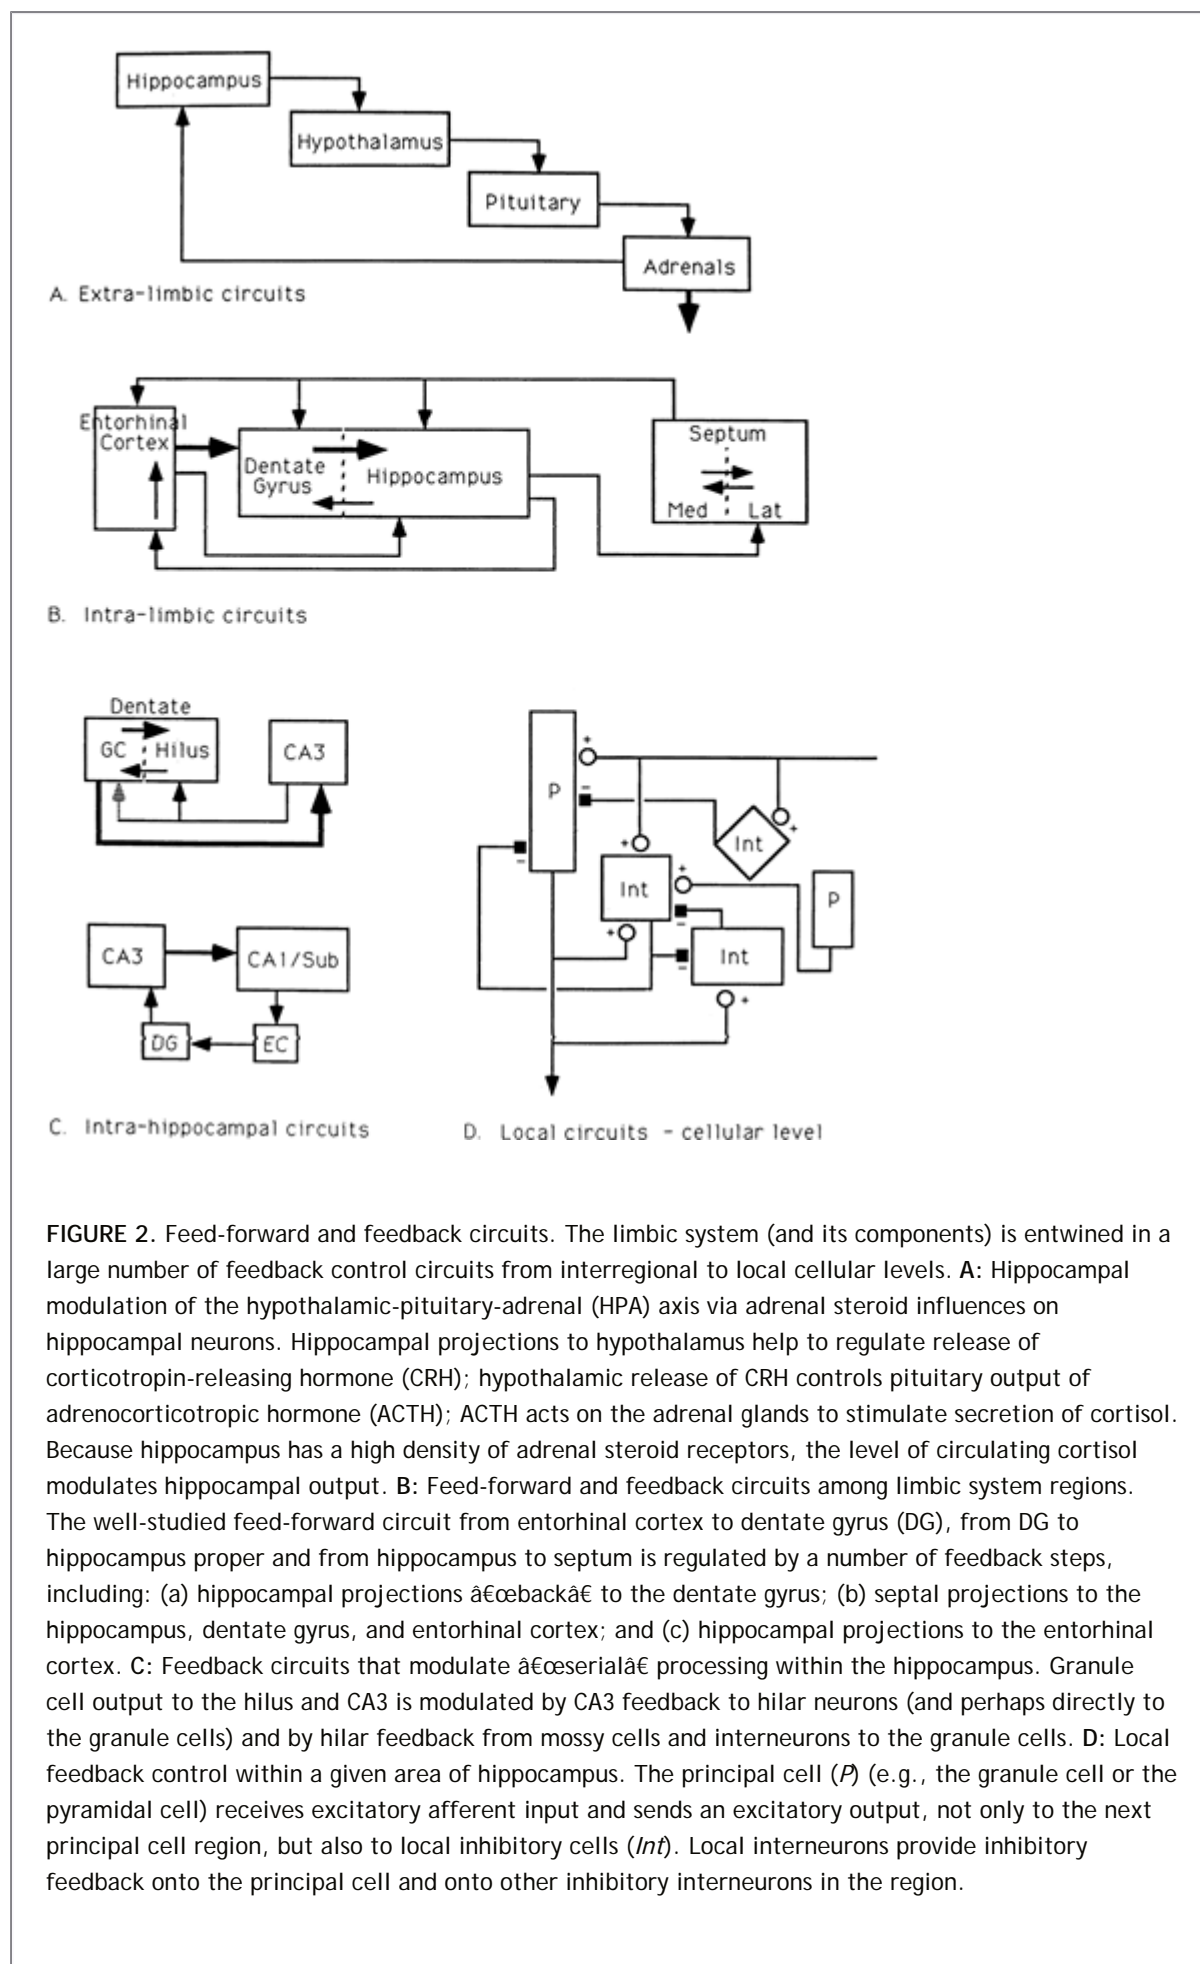 Hippocampus
Hypothalamus
Pituitary
Adrenals
A. Extra-limbic circuits
Entorhinal
Cortex
Dentate
Gyrus
Hippocampus
Septum
Med
Lat
B. Intra-limbic circuits
Dentate
GC
Hilus
CA3
CA3
CA1/Sub
DG
EC
C. Intra-hippocampal circuits
P
+
−
−
+
Int
+
+
Int
−
+
P
−
Int
+
D. Local circuits - cellular level
FIGURE 2. Feed-forward and feedback circuits. The limbic system (and its components) is entwined in a
large number of feedback control circuits from interregional to local cellular levels. A: Hippocampal
modulation of the hypothalamic-pituitary-adrenal (HPA) axis via adrenal steroid influences on
hippocampal neurons. Hippocampal projections to hypothalamus help to regulate release of
corticotropin-releasing hormone (CRH); hypothalamic release of CRH controls pituitary output of
adrenocorticotropic hormone (ACTH); ACTH acts on the adrenal glands to stimulate secretion of cortisol.
Because hippocampus has a high density of adrenal steroid receptors, the level of circulating cortisol
modulates hippocampal output. B: Feed-forward and feedback circuits among limbic system regions.
The well-studied feed-forward circuit from entorhinal cortex to dentate gyrus (DG), from DG to
hippocampus proper and from hippocampus to septum is regulated by a number of feedback steps,
including: (a) hippocampal projections â€œbackâ€ to the dentate gyrus; (b) septal projections to the
hippocampus, dentate gyrus, and entorhinal cortex; and (c) hippocampal projections to the entorhinal
cortex. C: Feedback circuits that modulate â€œserialâ€ processing within the hippocampus. Granule
cell output to the hilus and CA3 is modulated by CA3 feedback to hilar neurons (and perhaps directly to
the granule cells) and by hilar feedback from mossy cells and interneurons to the granule cells. D: Local
feedback control within a given area of hippocampus. The principal cell (P) (e.g., the granule cell or the
pyramidal cell) receives excitatory afferent input and sends an excitatory output, not only to the next
principal cell region, but also to local inhibitory cells (Int). Local interneurons provide inhibitory
feedback onto the principal cell and onto other inhibitory interneurons in the region.